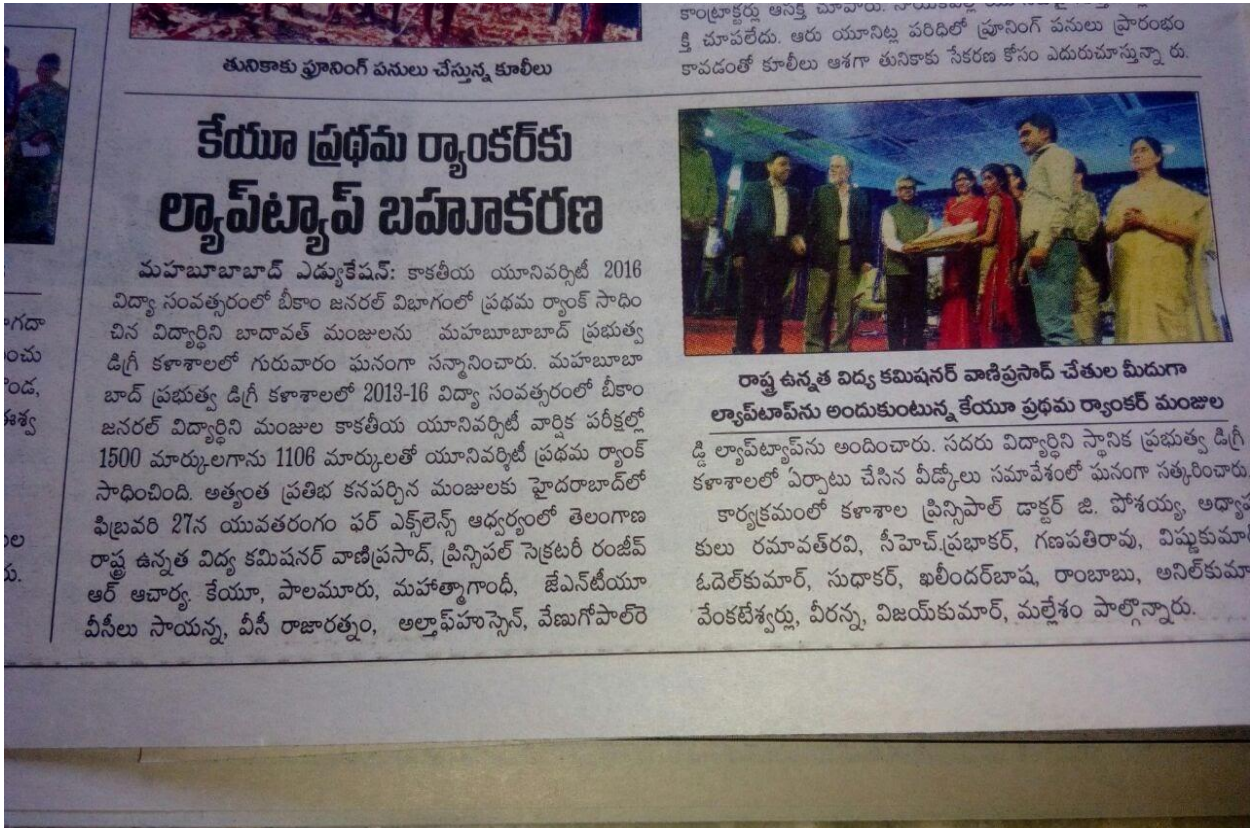 తునికాకు ప్రూనింగ్ పనులు చేస్తున్న కూలీలు
కాంట్రాక్టర్లు ఆసక్తి చూపారు.
క్తి చూపలేదు. ఆరు యూనిట్ల పరిధిలో ప్రూనింగ్ పనులు ప్రారంభం
కావడంతో కూలీలు ఆశగా తునికాకు సేకరణ కోసం ఎదురుచూస్తున్నా రు.
కేయూ ప్రథమ ర్యాంకర్‌కు
ల్యాప్‌ట్యాప్ బహూకరణ
మహబూబాబాద్ ఎడ్యుకేషన్: కాకతీయ యూనివర్సిటీ 2016
విద్యా సంవత్సరంలో బీకాం జనరల్ విభాగంలో ప్రథమ ర్యాంక్ సాధిం
చిన విద్యార్థిని బాదావత్ మంజులను మహబూబాబాద్ ప్రభుత్వ
డిగ్రీ కళాశాలలో గురువారం ఘనంగా సన్మానించారు. మహబూబా
బాద్ ప్రభుత్వ డిగ్రీ కళాశాలలో 2013-16 విద్యా సంవత్సరంలో బీకాం
జనరల్ విద్యార్థిని మంజుల కాకతీయ యూనివర్సిటీ వార్షిక పరీక్షల్లో
1500 మార్కులగాను 1106 మార్కులతో యూనివర్శిటీ ప్రథమ ర్యాంక్
సాధించింది. అత్యంత ప్రతిభ కనపర్చిన మంజులకు హైదరాబాద్‌లో
ఫిబ్రవరి 27న యువతరంగం ఫర్ ఎక్స్‌లెన్స్ ఆధ్వర్యంలో తెలంగాణ
రాష్ట్ర ఉన్నత విద్య కమిషనర్ వాణిప్రసాద్, ప్రిన్సిపల్ సెక్రటరీ రంజీవ్
ఆర్ ఆచార్య. కేయూ, పాలమూరు, మహాత్మాగాంధీ, జేఎన్‌టీయూ
వీసీలు సాయన్న, వీసీ రాజారత్నం, అల్తాఫ్‌హుస్సెన్, వేణుగోపాల్‌రె
రాష్ట్ర ఉన్నత విద్య కమిషనర్ వాణిప్రసాద్ చేతుల మీదుగా
ల్యాప్‌టాప్‌ను అందుకుంటున్న కేయూ ప్రథమ ర్యాంకర్ మంజుల
డ్డి ల్యాప్‌ట్యాప్‌ను అందించారు. సదరు విద్యార్థిని స్థానిక ప్రభుత్వ డిగ్రీ
కళాశాలలో ఏర్పాటు చేసిన వీడ్కోలు సమావేశంలో ఘనంగా సత్కరించారు.
కార్యక్రమంలో కళాశాల ప్రిన్సిపాల్ డాక్టర్ జి. పోశయ్య, అధ్యాప
కులు రమావత్‌రవి, సీహెచ్.ప్రభాకర్, గణపతిరావు, విష్ణుకుమా
ఓదెల్‌కుమార్, సుధాకర్, ఖలీందర్‌బాష, రాంబాబు, అనిల్‌కుమా
వేంకటేశ్వర్లు, వీరన్న, విజయ్‌కుమార్, మల్లేశం పాల్గొన్నారు.